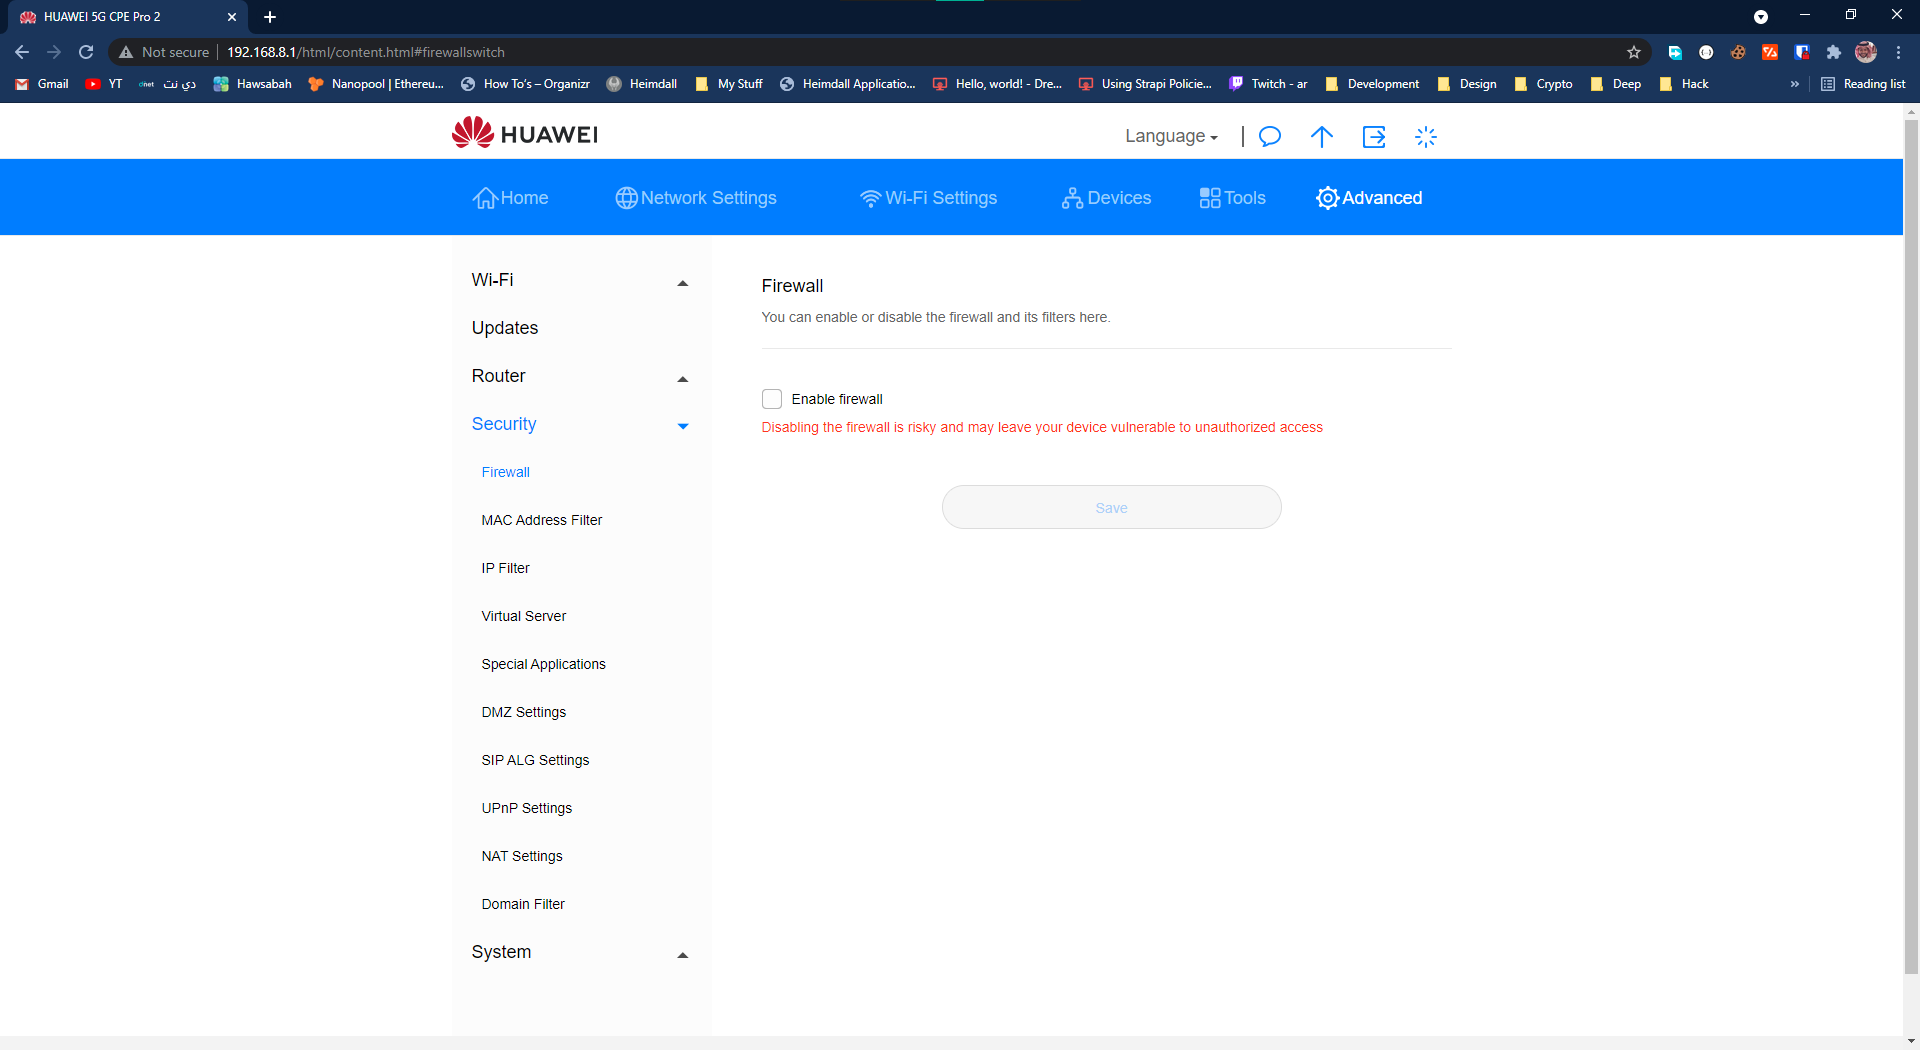 HUAWEI 5G CPE Pro 2
Not secure
192.168.8.1/html/content.html#firewallswitch
Gmail
YT
dnet
دي نت
Hawsabah
Nanopool | Ethereu...
How To's – Organizr
Heimdall
My Stuff
Heimdall Applicatio...
Hello, world! - Dre...
Using Strapi Policie...
Twitch - ar
Development
Design
Crypto
Deep
Hack
»
Reading list
HUAWEI
Language
Home
Network Settings
Wi-Fi Settings
Devices
Tools
Advanced
Wi-Fi
Updates
Router
Security
Firewall
MAC Address Filter
IP Filter
Virtual Server
Special Applications
DMZ Settings
SIP ALG Settings
UPnP Settings
NAT Settings
Domain Filter
System
Firewall
You can enable or disable the firewall and its filters here.
Enable firewall
Disabling the firewall is risky and may leave your device vulnerable to unauthorized access
Save